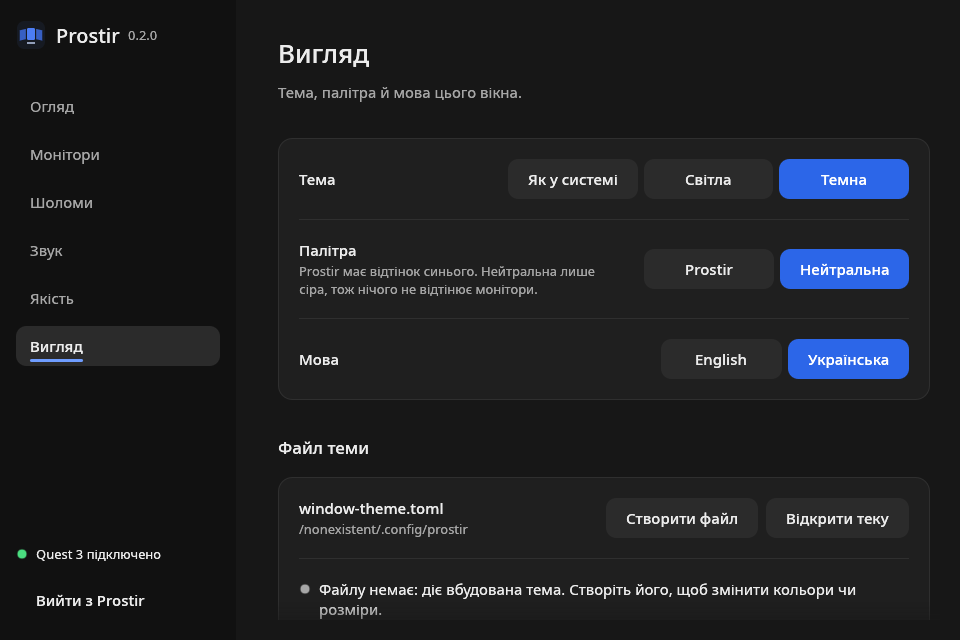 Prostir 0.2.0
Огляд
Монітори
Шоломи
Звук
Якість
Вигляд
Quest 3 підключено
Вийти з Prostir
Вигляд
Тема, палітра й мова цього вікна.
Тема
Як у системі
Світла
Темна
Палітра
Prostir має відтінок синього. Нейтральна лише
сіра, тож нічого не відтінює монітори.
Prostir
Нейтральна
Мова
English
Українська
Файл теми
window-theme.toml
/nonexistent/.config/prostir
Створити файл
Відкрити теку
Файлу немає: діє вбудована тема. Створіть його, щоб змінити кольори чи
розміри.